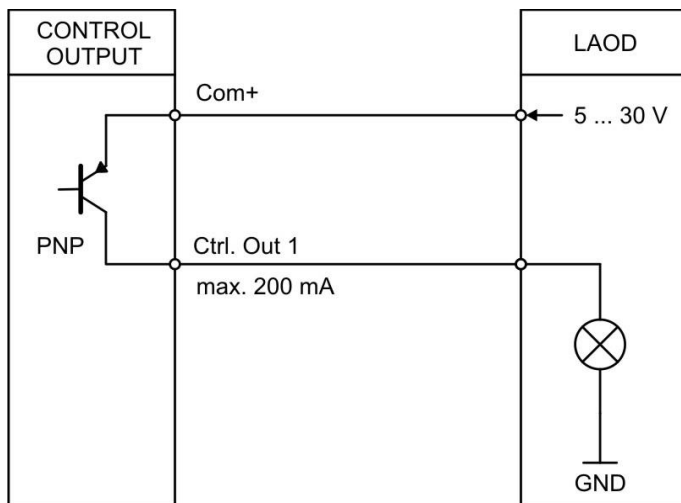 CONTROL
OUTPUT
LAOD
Com+
5 ... 30 V
PNP
Ctrl. Out 1
max. 200 mA
GND